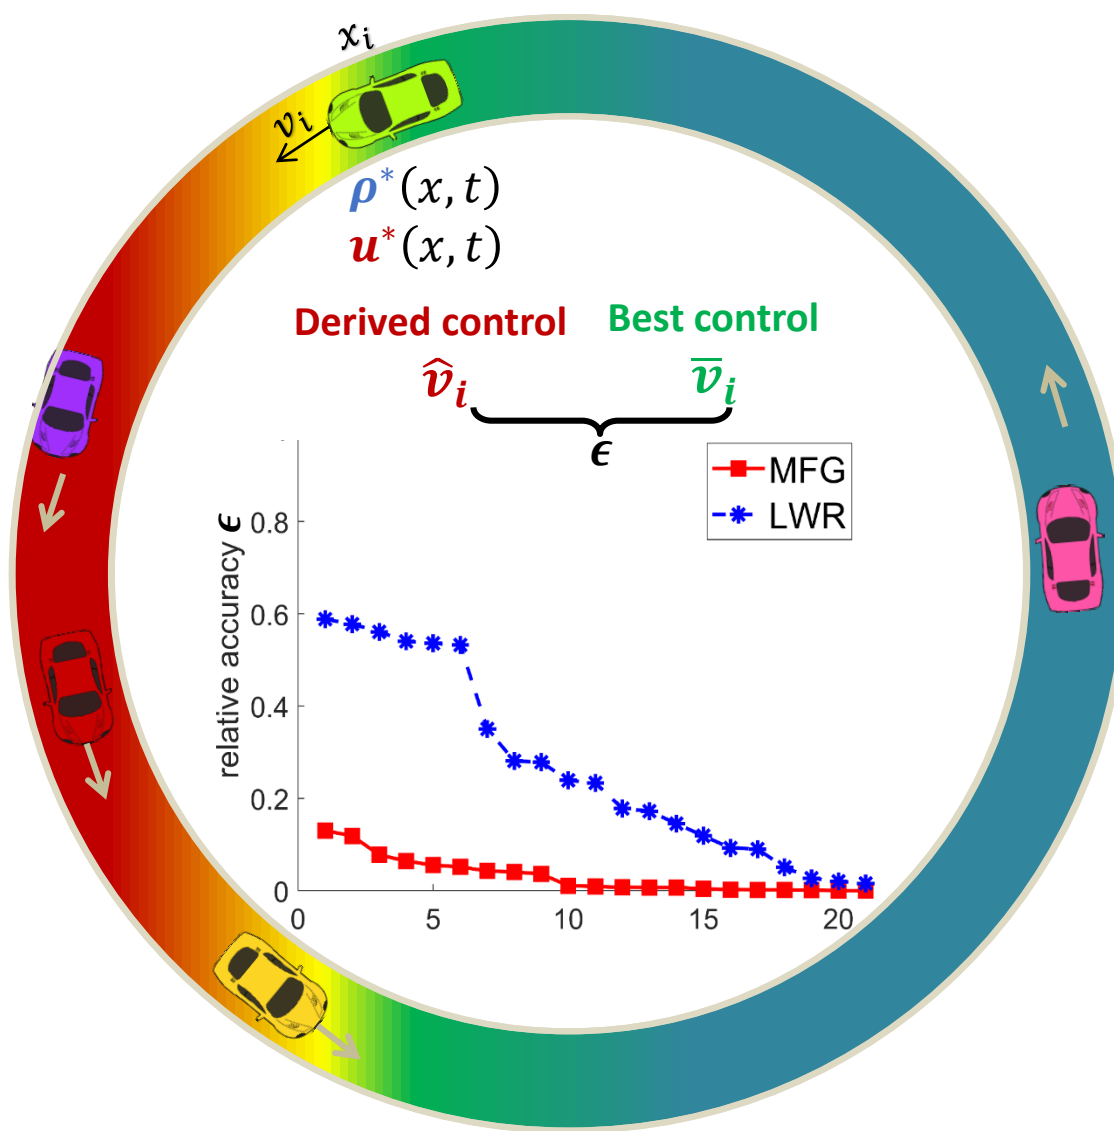 x_i
v_i
ρ*(x, t)
u*(x, t)
Derived control
Best control
v̂_i
v̄_i
ϵ
MFG
LWR
relative accuracy ϵ
0.8
0.6
0.4
0.2
0
0 5 10 15 20